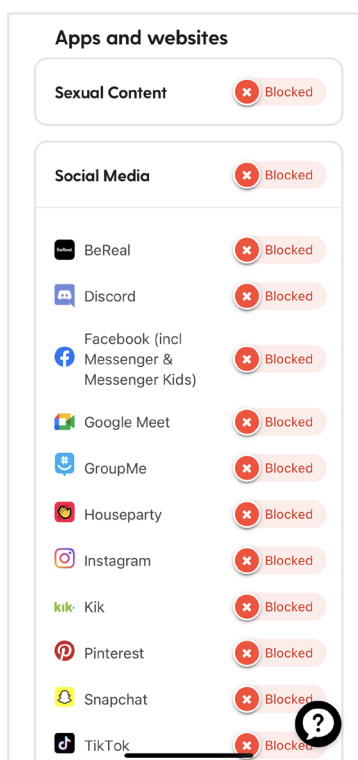 Apps and websites
Sexual Content Blocked
Social Media Blocked
BeReal. BeReal Blocked
Discord Blocked
Facebook (incl
Messenger & Blocked
Messenger Kids)
Google Meet Blocked
# GroupMe Blocked
Houseparty Blocked
Instagram Blocked
kik· Kik Blocked
Pinterest Blocked
Snapchat Blocked
TikTok Blocked
?